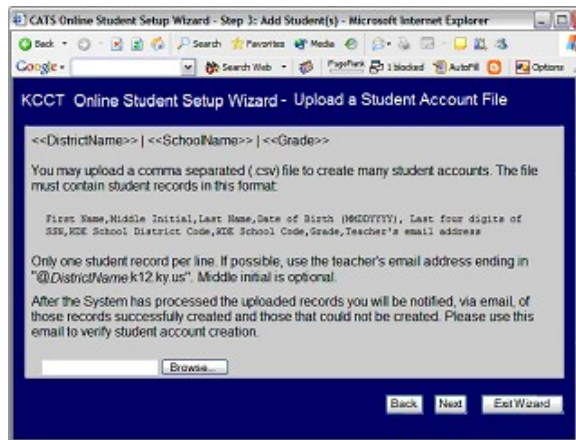 CATS Online Student Setup Wizard - Step 3: Add Student(s) - Microsoft Internet Explorer
Back Search Favorites Media
Google Search Web PageRank 1 blocked AutoFill Options
KCCT Online Student Setup Wizard - Upload a Student Account File
<<DistrictName>> | <<SchoolName>> | <<Grade>>
You may upload a comma separated (.csv) file to create many student accounts. The file
must contain student records in this format:
First Name,Middle Initial,Last Name,Date of Birth (MMDDYYYY), Last four digits of
SSN,KDE School District Code,KDE School Code,Grade,Teacher's email address
Only one student record per line. If possible, use the teacher's email address ending in
"@DistrictName.k12.ky.us". Middle initial is optional.
After the System has processed the uploaded records you will be notified, via email, of
those records successfully created and those that could not be created. Please use this
email to verify student account creation.
Browse...
Back Next Exit Wizard